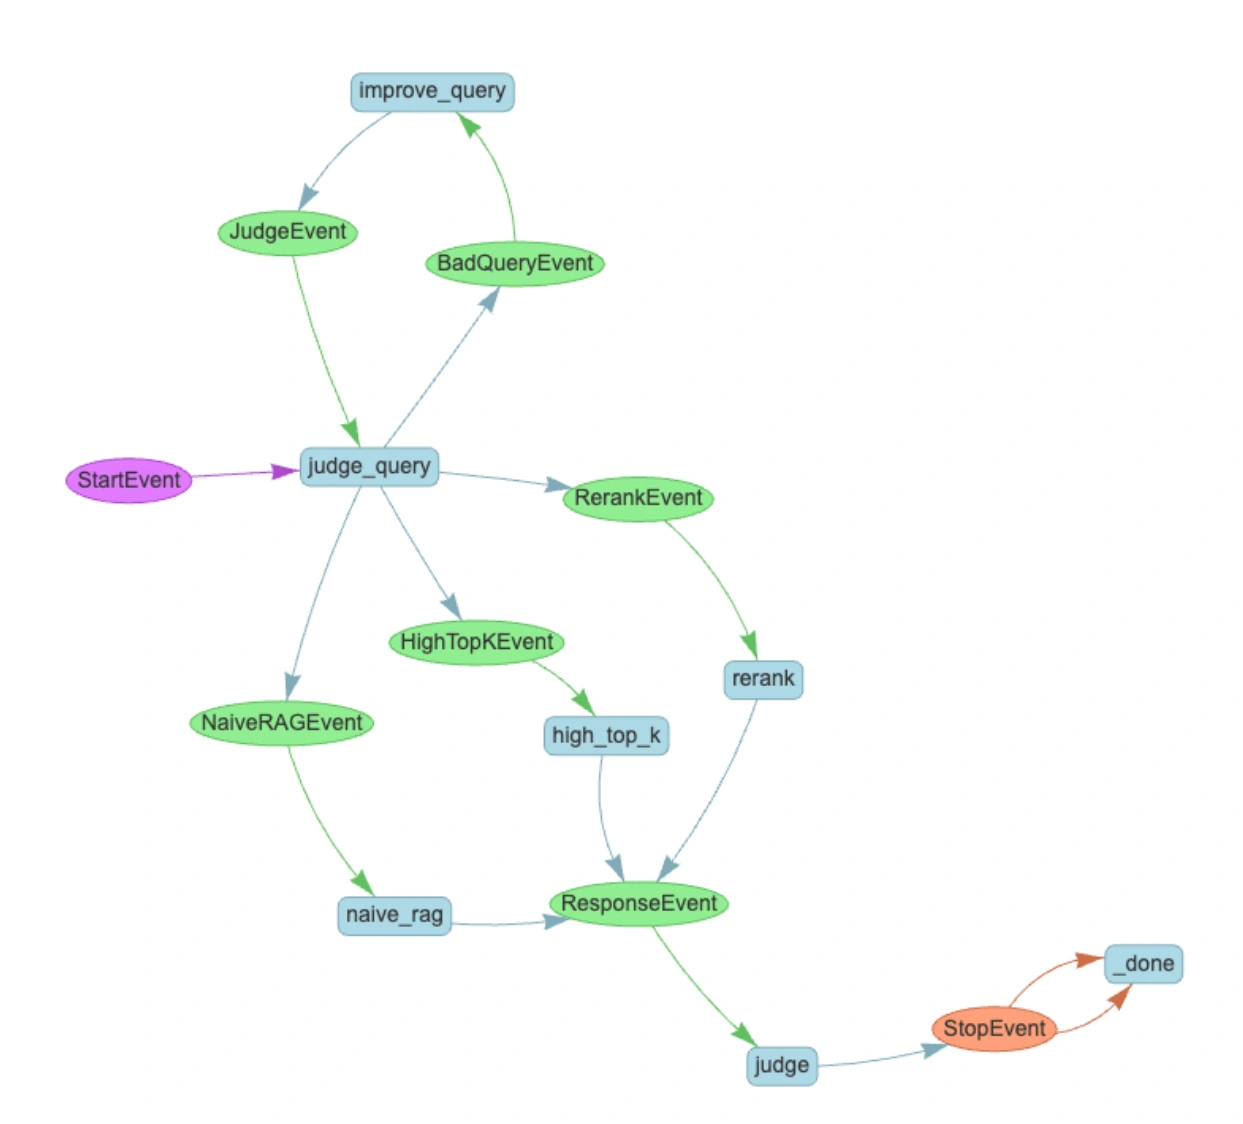 improve_query
JudgeEvent
BadQueryEvent
judge_query
StartEvent
RerankEvent
HighTopKEvent
rerank
NaiveRAGEvent
high_top_k
ResponseEvent
naive_rag
_done
StopEvent
judge